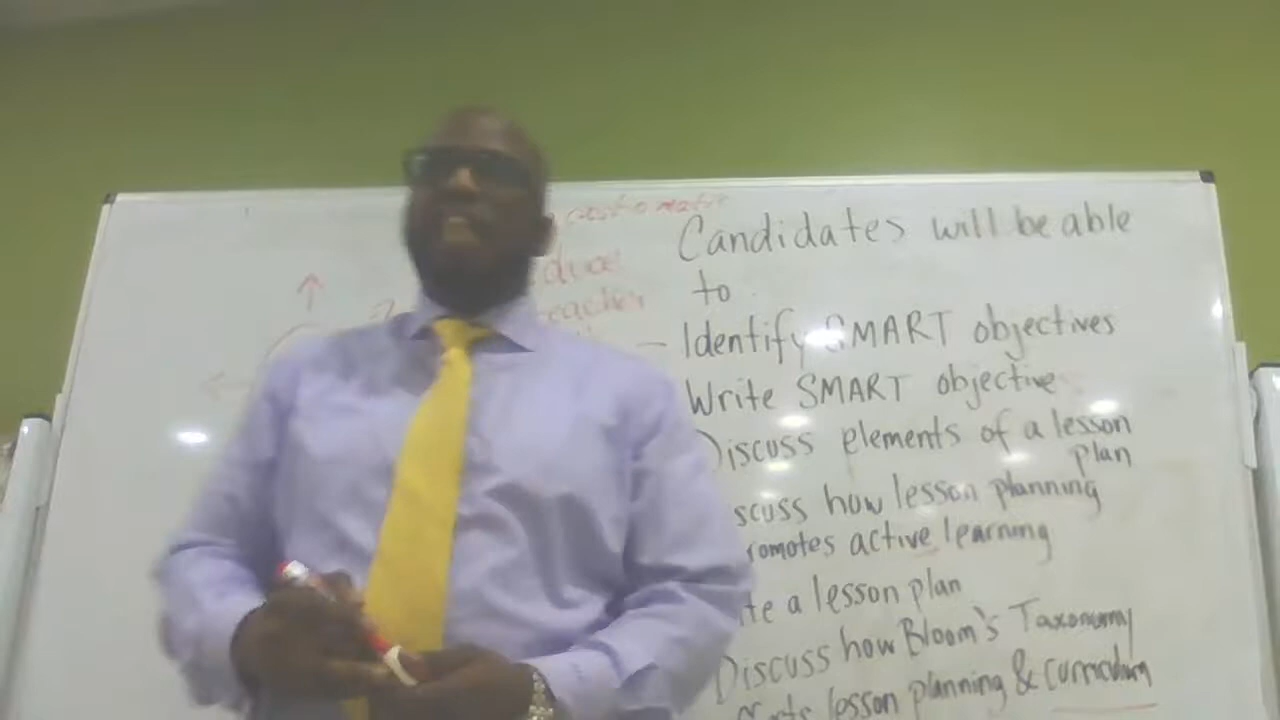 Candidates will be able
to
- Identify SMART objectives
Write SMART objective
Discuss elements of a lesson
plan
scuss how lesson planning
romotes active learning
te a lesson plan
Discuss how Bloom's Taxonomy
lesson planning & curriculum